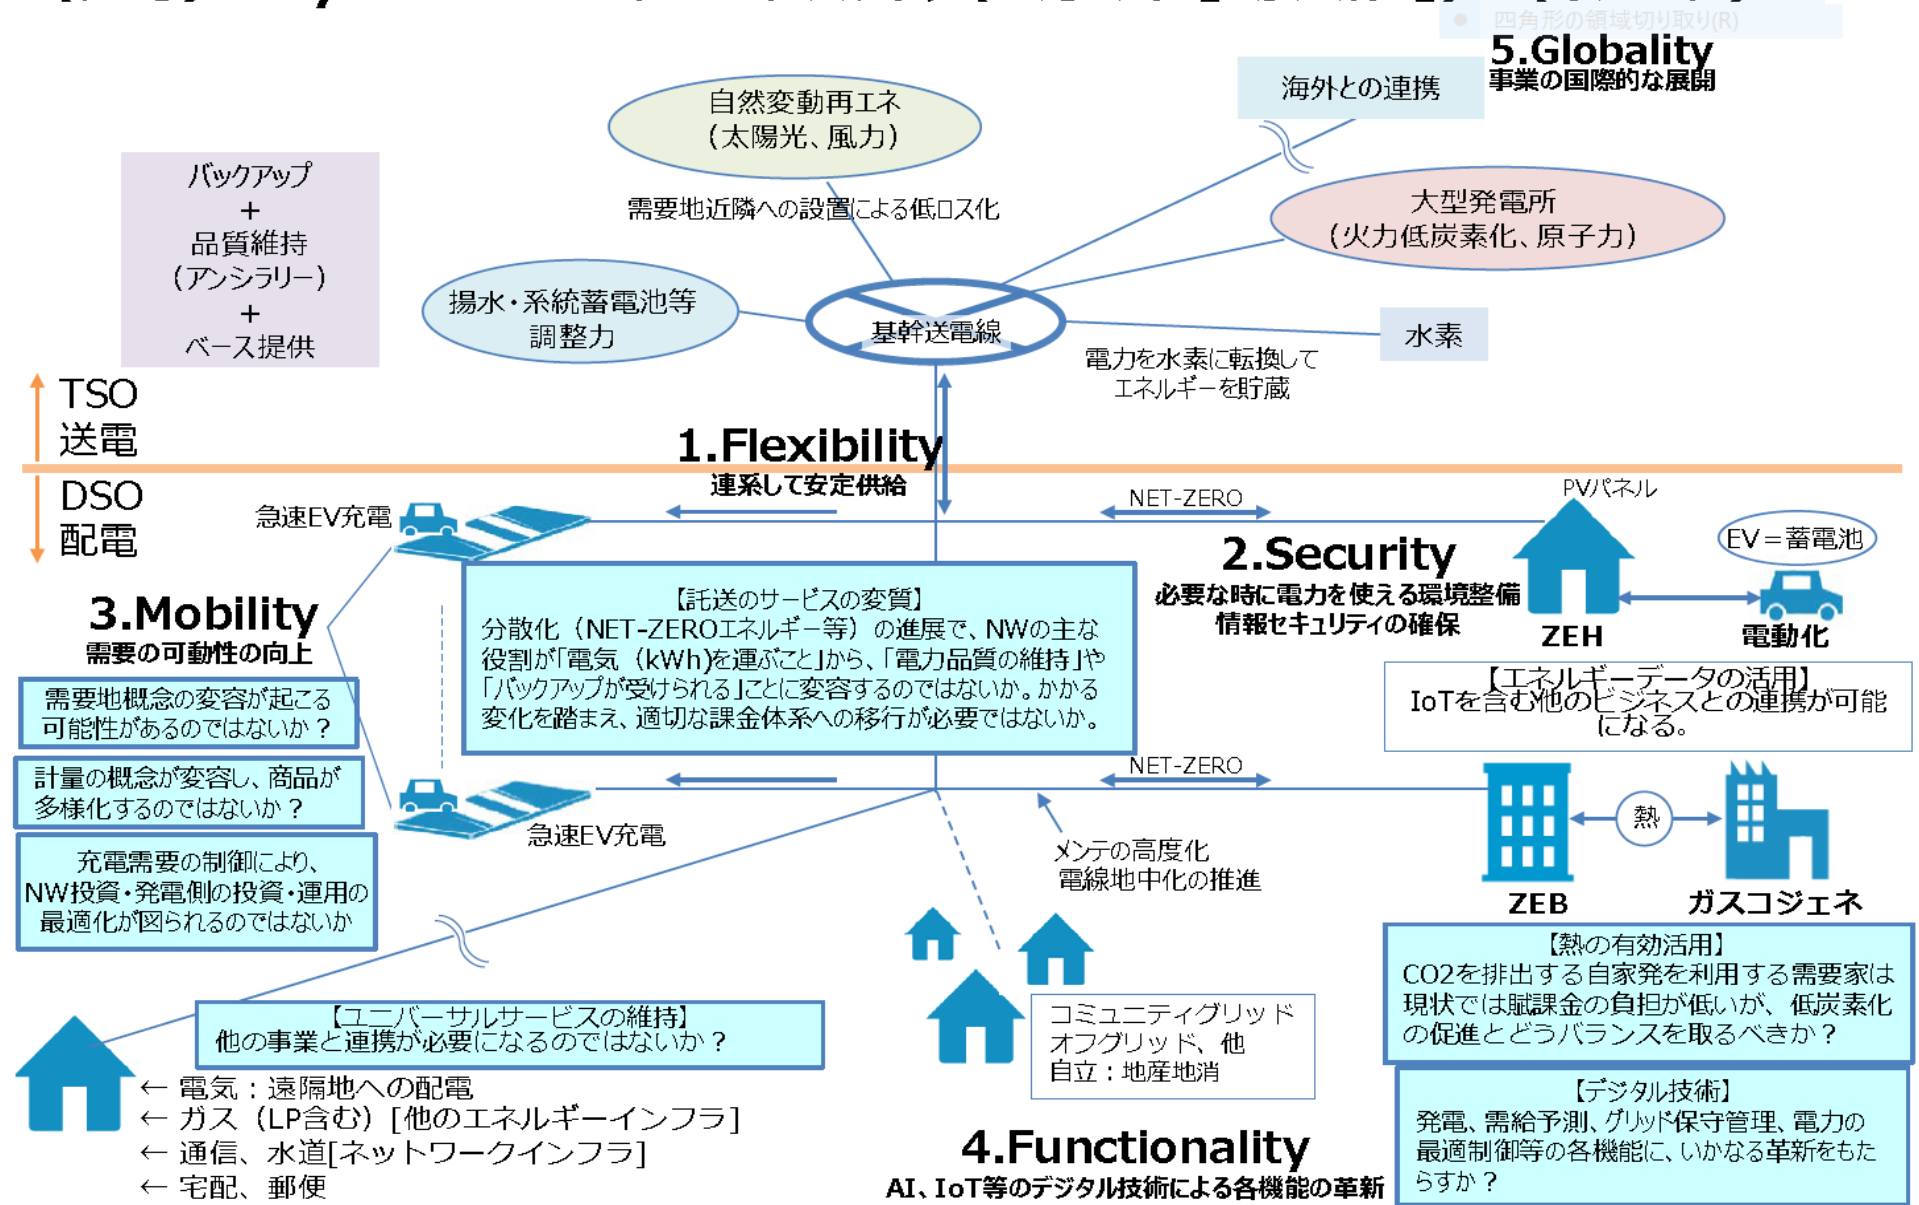 四角形の領域切り取り(R)
5.Globality
事業の国際的な展開
海外との連携
自然変動再エネ
（太陽光、風力）
バックアップ
＋
品質維持
（アンシラリー）
＋
ベース提供
需要地近隣への設置による低ロス化
大型発電所
（火力低炭素化、原子力）
揚水・系統蓄電池等
調整力
基幹送電線
水素
電力を水素に転換して
エネルギーを貯蔵
TSO
送電
1.Flexibility
連系して安定供給
DSO
配電
急速EV充電
NET-ZERO
PVパネル
EV＝蓄電池
2.Security
必要な時に電力を使える環境整備
情報セキュリティの確保
ZEH
電動化
3.Mobility
需要の可動性の向上
【託送のサービスの変質】
分散化（NET-ZEROエネルギー等）の進展で、NWの主な
役割が「電気（kWh)を運ぶこと」から、「電力品質の維持」や
「バックアップが受けられる」ことに変容するのではないか。かかる
変化を踏まえ、適切な課金体系への移行が必要ではないか。
【エネルギーデータの活用】
IoTを含む他のビジネスとの連携が可能
になる。
需要地概念の変容が起こる
可能性があるのではないか？
計量の概念が変容し、商品が
多様化するのではないか？
充電需要の制御により、
NW投資・発電側の投資・運用の
最適化が図られるのではないか
急速EV充電
NET-ZERO
メンテの高度化
電線地中化の推進
熱
ZEB
ガスコジェネ
【熱の有効活用】
CO2を排出する自家発を利用する需要家は
現状では賦課金の負担が低いが、低炭素化
の促進とどうバランスを取るべきか？
【ユニバーサルサービスの維持】
他の事業と連携が必要になるのではないか？
コミュニティグリッド
オフグリッド、他
自立：地産地消
← 電気：遠隔地への配電
← ガス（LP含む）[他のエネルギーインフラ]
← 通信、水道[ネットワークインフラ]
← 宅配、郵便
4.Functionality
AI、IoT等のデジタル技術による各機能の革新
【デジタル技術】
発電、需給予測、グリッド保守管理、電力の
最適制御等の各機能に、いかなる革新をもた
らすか？